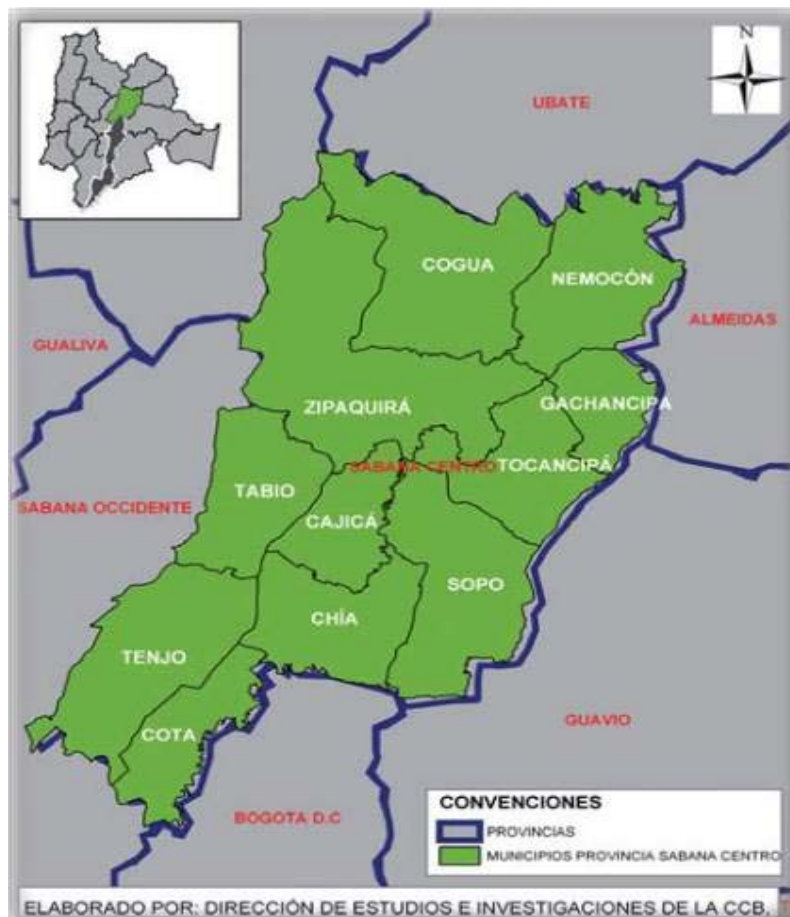 N
UBATE
COGUA
NEMOCÓN
ALMEIDAS
GUALIVA
GACHANCIPA
ZIPAQUIRÁ
SABANA CENTRO
TOCANCIPÁ
TABIO
SABANA OCCIDENTE
CAJICÁ
SOPO
CHÍA
TENJO
GUAVIO
COTA
BOGOTA D.C
CONVENCIONES
PROVINCIAS
MUNICIPIOS PROVINCIA SABANA CENTRO
ELABORADO POR: DIRECCIÓN DE ESTUDIOS E INVESTIGACIONES DE LA CCB.